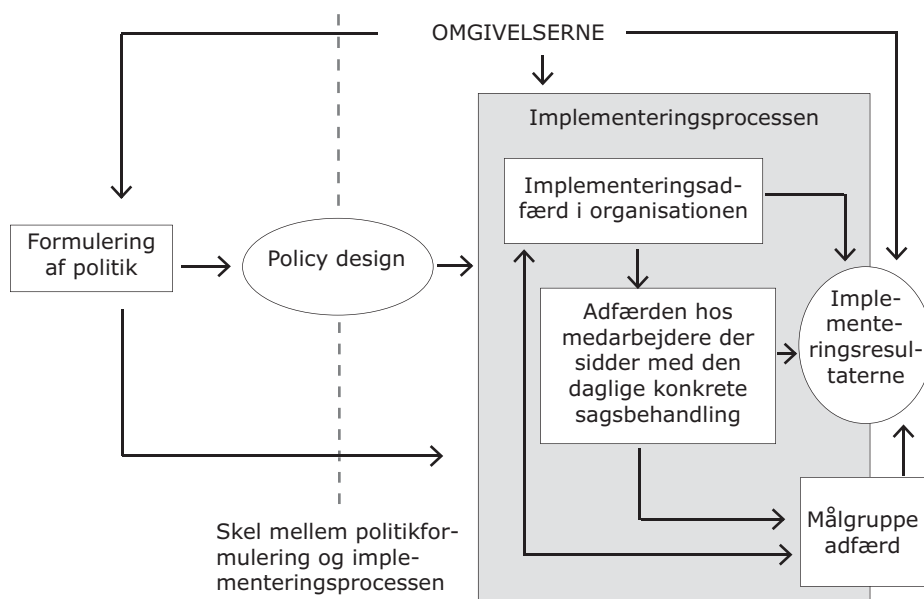 OMGIVELSERNE
Implementeringsprocessen
Implementeringsad-
færd i organisationen
Formulering
af politik
Policy design
Adfærden hos
medarbejdere der
sidder med den
daglige konkrete
sagsbehandling
Imple-
mente-
ringsresul-
taterne
Skel mellem politikfor-
mulering og imple-
menteringsprocessen
Målgruppe
adfærd